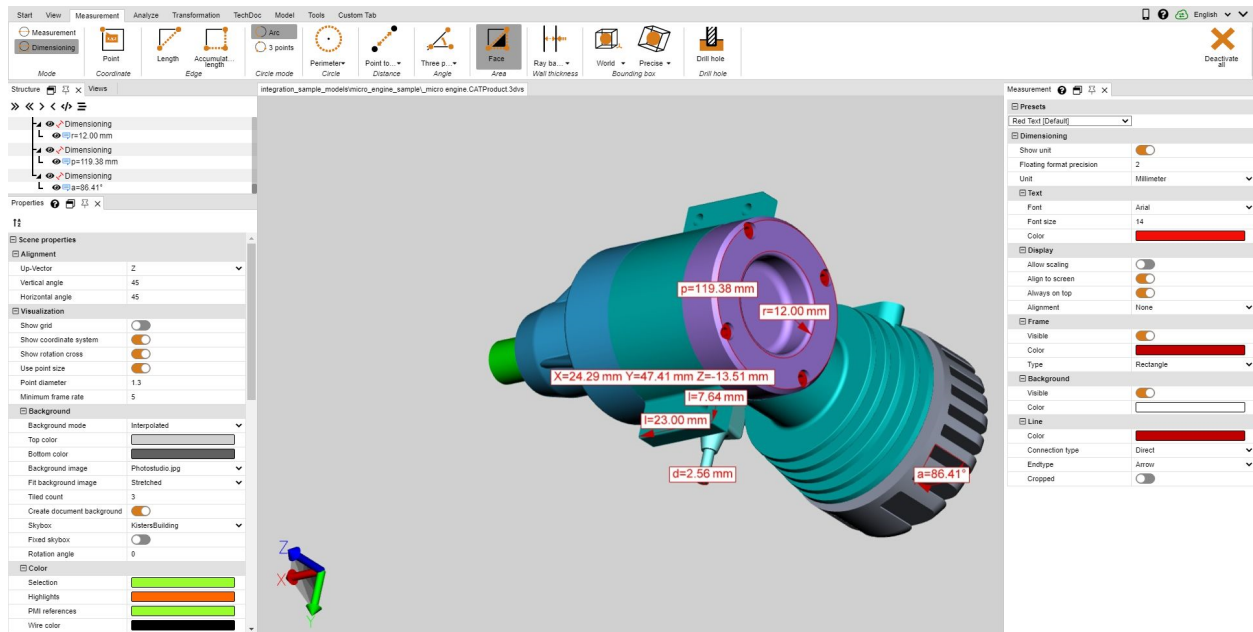 Start View Measurement Analyze Transformation TechDoc Model Tools Custom Tab English
Measurement
Dimensioning
Mode
Point
Coordinate
Length
Accumulat... length
Edge
Arc
3 points
Circle mode
Perimeter
Circle
Point to...
Distance
Three p...
Angle
Face
Area
Ray ba...
Wall thickness
World
Precise
Bounding box
Drill hole
Drill hole
Deactivate all
Structure
Views
Dimensioning
r=12.00 mm
Dimensioning
p=119.38 mm
Dimensioning
a=86.41°
Properties
Scene properties
Alignment
Up-Vector Z
Vertical angle 45
Horizontal angle 45
Visualization
Show grid
Show coordinate system
Show rotation cross
Use point size
Point diameter 1.3
Minimum frame rate 5
Background
Background mode Interpolated
Top color
Bottom color
Background image Photostudio.jpg
Fit background image Stretched
Tiled count 3
Create document background
Skybox KistersBuilding
Fixed skybox
Rotation angle 0
Color
Selection
Highlights
PMI references
Wire color
integration_sample_models\micro_engine_sample\_micro engine.CATProduct.3dvs
p=119.38 mm
r=12.00 mm
X=24.29 mm Y=47.41 mm Z=-13.51 mm
l=7.64 mm
l=23.00 mm
d=2.56 mm
a=86.41°
Z
X
Y
Measurement
Presets
Red Text [Default]
Dimensioning
Show unit
Floating format precision 2
Unit Millimeter
Text
Font Arial
Font size 14
Color
Display
Allow scaling
Align to screen
Always on top
Alignment None
Frame
Visible
Color
Type Rectangle
Background
Visible
Color
Line
Color
Connection type Direct
Endtype Arrow
Cropped